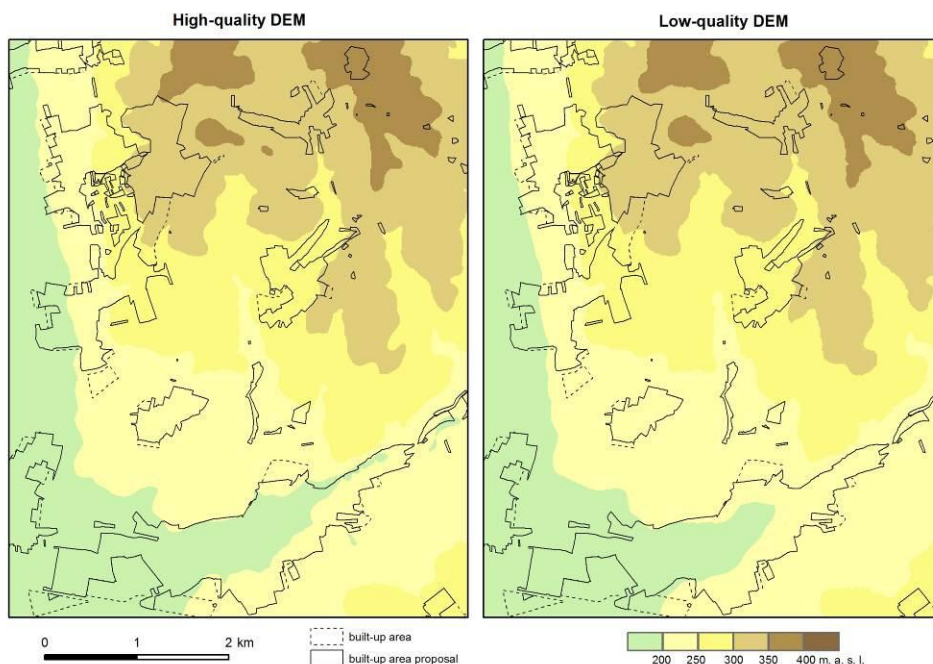 High-quality DEM
Low-quality DEM
0 1 2 km
built-up area
built-up area proposal
200 250 300 350 400 m. a. s. l.